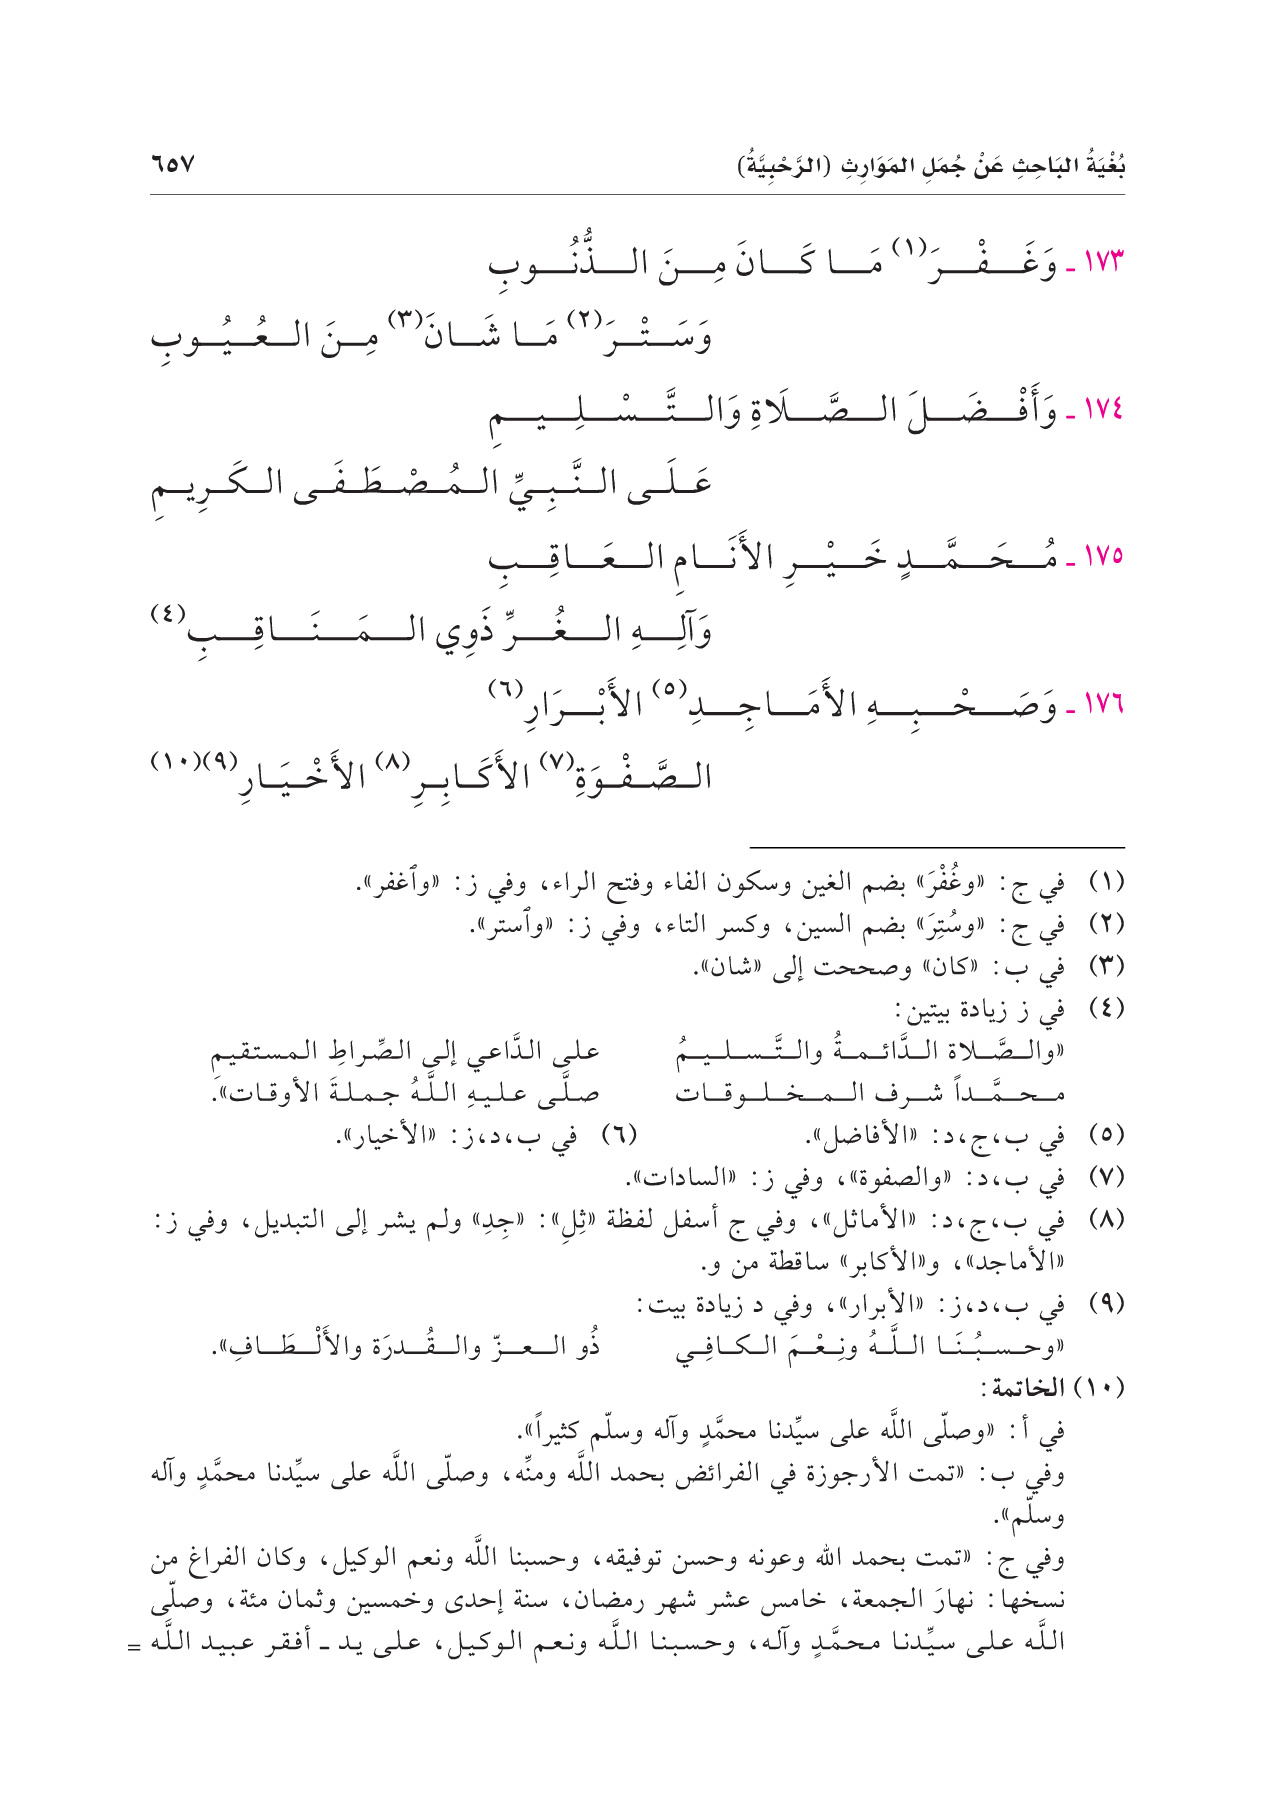 بُغْيَةُ البَاحِثِ عَنْ جُمَلِ المَوَارِثِ (الرَّحْبِيَّةُ) ٦٥٧
١٧٣ ـ وَغَفْرَ(١) مَا كَانَ مِنَ الذُّنُوبِ
وَسَتْرَ(٢) مَا شَانَ(٣) مِنَ العُيُوبِ
١٧٤ ـ وَأَفْضَلَ الصَّلَاةِ وَالتَّسْلِيمِ
عَلَى النَّبِيِّ المُصْطَفَى الكَرِيمِ
١٧٥ ـ مُحَمَّدٍ خَيْرِ الأَنَامِ العَاقِبِ
وَآلِهِ الغُرِّ ذَوِي المَنَاقِبِ(٤)
١٧٦ ـ وَصَحْبِهِ الأَمَاجِدِ(٥) الأَبْرَارِ(٦)
الصَّفْوَةِ(٧) الأَكَابِرِ(٨) الأَخْيَارِ(٩)(١٠)
(١) في ج: «وغُفْرَ» بضم الغين وسكون الفاء وفتح الراء، وفي ز: «وٱغفر».
(٢) في ج: «وسُتِرَ» بضم السين، وكسر التاء، وفي ز: «وٱستر».
(٣) في ب: «كان» وصححت إلى «شان».
(٤) في ز زيادة بيتين:
«والصَّلاة الدَّائمةُ والتَّسليمُ على الدَّاعي إلى الصِّراطِ المستقيمِ
محمَّداً شرف المخلوقات صلَّى عليهِ اللَّهُ جملةَ الأوقات».
(٥) في ب،ج،د: «الأفاضل». (٦) في ب،د،ز: «الأخيار».
(٧) في ب،د: «والصفوة»، وفي ز: «السادات».
(٨) في ب،ج،د: «الأماثل»، وفي ج أسفل لفظة «ثِلِ»: «جِدِ» ولم يشر إلى التبديل، وفي ز:
«الأماجد»، و«الأكابر» ساقطة من و.
(٩) في ب،د،ز: «الأبرار»، وفي د زيادة بيت:
«وحسبُنَا اللَّهُ ونِعْمَ الكافِي ذُو العزّ والقُدرَة والأَلْطَافِ».
(١٠) الخاتمة:
في أ: «وصلّى اللَّه على سيِّدنا محمَّدٍ وآله وسلّم كثيراً».
وفي ب: «تمت الأرجوزة في الفرائض بحمد اللَّه ومنِّه، وصلّى اللَّه على سيِّدنا محمَّدٍ وآله
وسلّم».
وفي ج: «تمت بحمد الله وعونه وحسن توفيقه، وحسبنا اللَّه ونعم الوكيل، وكان الفراغ من
نسخها: نهارَ الجمعة، خامس عشر شهر رمضان، سنة إحدى وخمسين وثمان مئة، وصلّى
اللَّه على سيِّدنا محمَّدٍ وآله، وحسبنا اللَّه ونعم الوكيل، على يد ـ أفقر عبيد اللَّه =